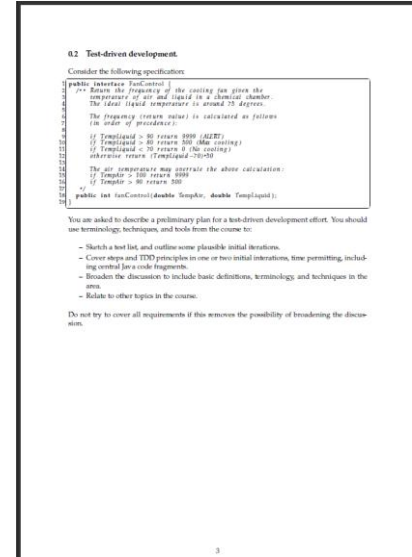 0.2 Test-driven development.
Consider the following specification:
1 public interface FanControl {
2 /** Return the frequency of the cooling fan given the
3 temperature of air and liquid in a chemical chamber.
4 The ideal liquid temperature is around 75 degrees.
5
6 The frequency (return value) is calculated as follows
7 (in order of precedence):
8
9 if TempLiquid > 90 return 9999 (ALERT)
10 if TempLiquid > 80 return 500 (Max cooling)
11 if TempLiquid < 70 return 0 (No cooling)
12 otherwise return (TempLiquid -70)*50
13
14 The air temperature may overrule the above calculation:
15 if TempAir > 100 return 9999
16 if TempAir > 90 return 500
17 */
18 public int fanControl(double TempAir, double TempLiquid);
19 }
You are asked to describe a preliminary plan for a test-driven development effort. You should
use terminology, techniques, and tools from the course to:
– Sketch a test list, and outline some plausible initial iterations.
– Cover steps and TDD principles in one or two initial interations, time permitting, includ-
ing central Java code fragments.
– Broaden the discussion to include basic definitions, terminology, and techniques in the
area.
– Relate to other topics in the course.
Do not try to cover all requirements if this removes the possibility of broadening the discus-
sion.
3